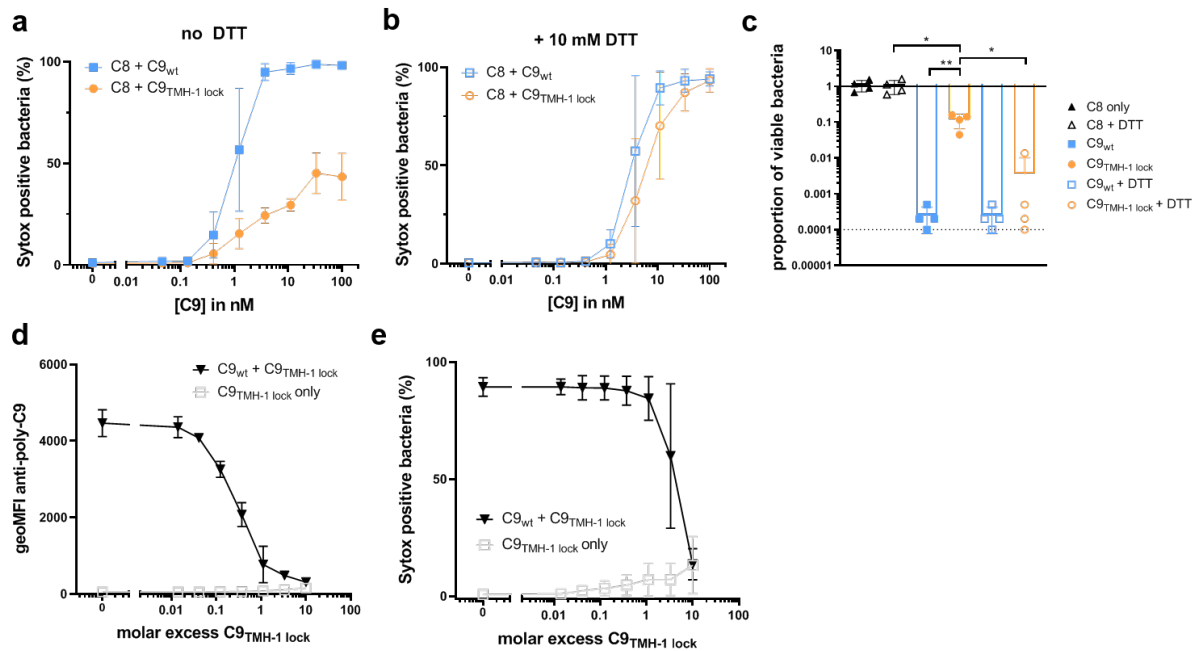 a
no DTT
Sytox positive bacteria (%)
C8 + C9wt
C8 + C9TMH-1 lock
100
50
0
0 0.01 0.1 1 10 100
[C9] in nM
b
+ 10 mM DTT
Sytox positive bacteria (%)
C8 + C9wt
C8 + C9TMH-1 lock
100
50
0
0 0.01 0.1 1 10 100
[C9] in nM
c
proportion of viable bacteria
10
1
0.1
0.01
0.001
0.0001
0.00001
*
**
*
C8 only
C8 + DTT
C9wt
C9TMH-1 lock
C9wt + DTT
C9TMH-1 lock + DTT
d
geoMFI anti-poly-C9
6000
4000
2000
0
C9wt + C9TMH-1 lock
C9TMH-1 lock only
0 0.01 0.1 1 10 100
molar excess C9TMH-1 lock
e
Sytox positive bacteria (%)
100
50
0
C9wt + C9TMH-1 lock
C9TMH-1 lock only
0 0.01 0.1 1 10 100
molar excess C9TMH-1 lock